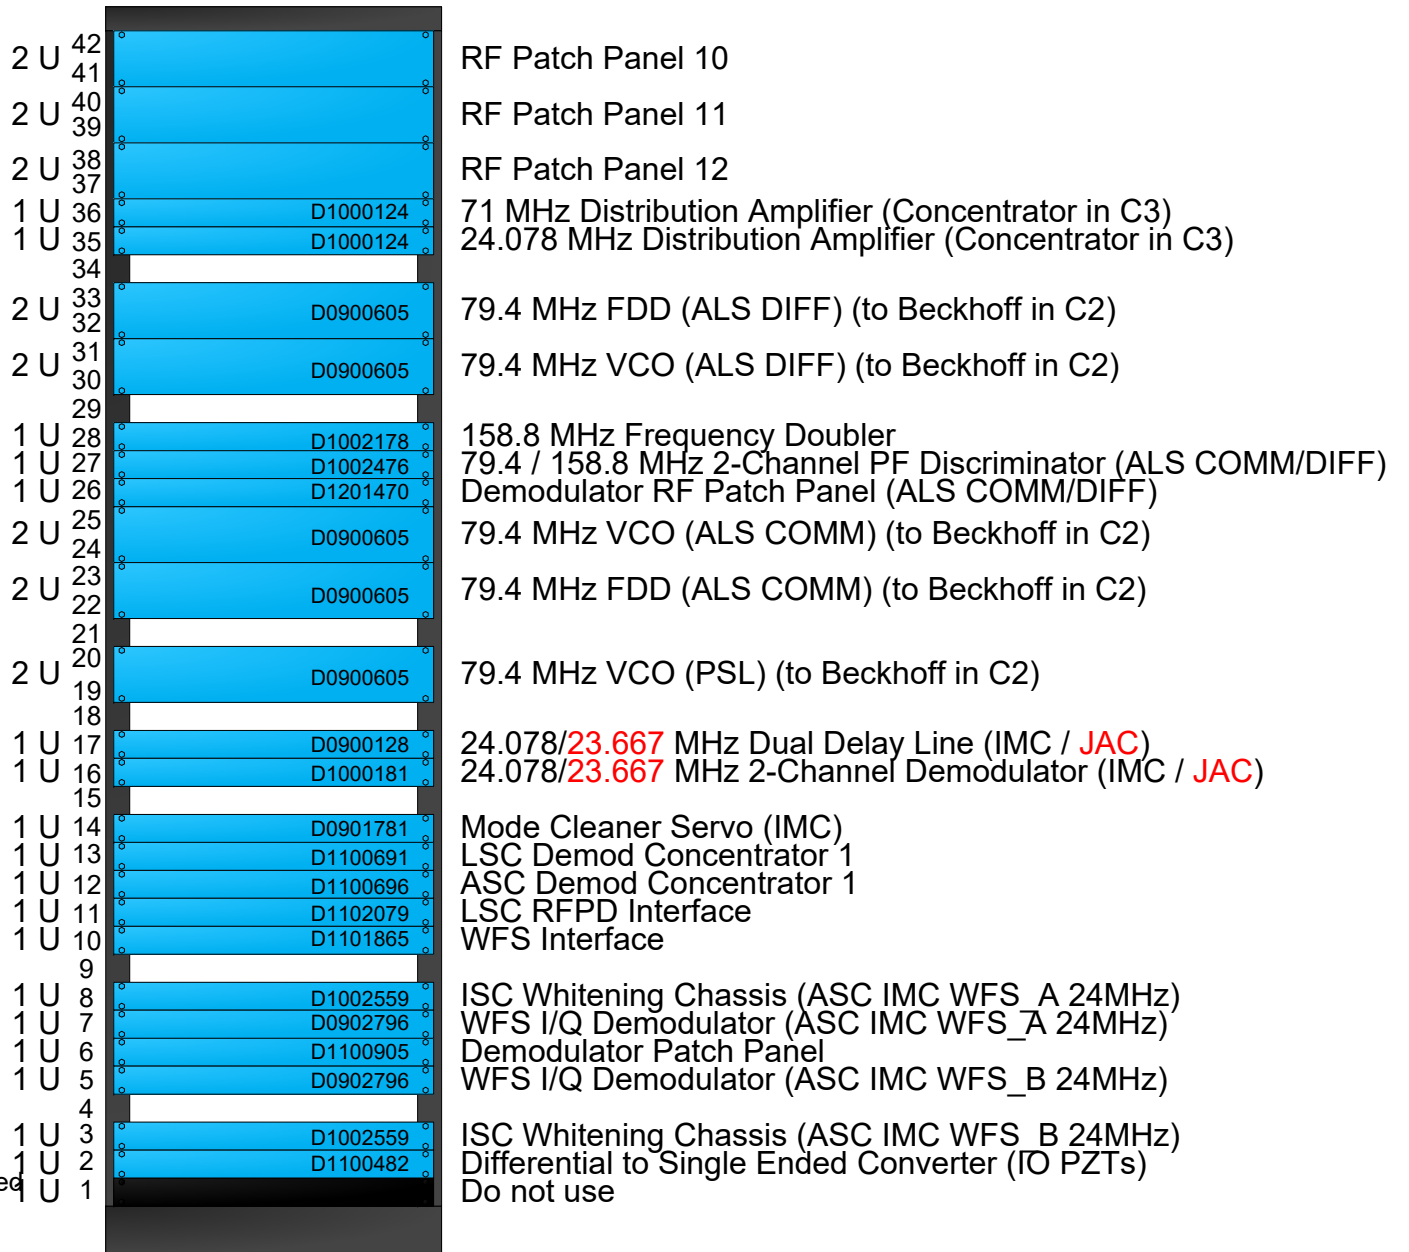 2 U 42 41 RF Patch Panel 10
2 U 40 39 RF Patch Panel 11
2 U 38 37 RF Patch Panel 12
1 U 36 D1000124 71 MHz Distribution Amplifier (Concentrator in C3)
1 U 35 D1000124 24.078 MHz Distribution Amplifier (Concentrator in C3)
34
2 U 33 32 D0900605 79.4 MHz FDD (ALS DIFF) (to Beckhoff in C2)
2 U 31 30 D0900605 79.4 MHz VCO (ALS DIFF) (to Beckhoff in C2)
29
1 U 28 D1002178 158.8 MHz Frequency Doubler
1 U 27 D1002476 79.4 / 158.8 MHz 2-Channel PF Discriminator (ALS COMM/DIFF)
1 U 26 D1201470 Demodulator RF Patch Panel (ALS COMM/DIFF)
2 U 25 24 D0900605 79.4 MHz VCO (ALS COMM) (to Beckhoff in C2)
2 U 23 22 D0900605 79.4 MHz FDD (ALS COMM) (to Beckhoff in C2)
21
2 U 20 19 D0900605 79.4 MHz VCO (PSL) (to Beckhoff in C2)
18
1 U 17 D0900128 24.078/23.667 MHz Dual Delay Line (IMC / JAC)
1 U 16 D1000181 24.078/23.667 MHz 2-Channel Demodulator (IMC / JAC)
15
1 U 14 D0901781 Mode Cleaner Servo (IMC)
1 U 13 D1100691 LSC Demod Concentrator 1
1 U 12 D1100696 ASC Demod Concentrator 1
1 U 11 D1102079 LSC RFPD Interface
1 U 10 D1101865 WFS Interface
9
1 U 8 D1002559 ISC Whitening Chassis (ASC IMC WFS_A 24MHz)
1 U 7 D0902796 WFS I/Q Demodulator (ASC IMC WFS_A 24MHz)
1 U 6 D1100905 Demodulator Patch Panel
1 U 5 D0902796 WFS I/Q Demodulator (ASC IMC WFS_B 24MHz)
4
1 U 3 D1002559 ISC Whitening Chassis (ASC IMC WFS_B 24MHz)
1 U 2 D1100482 Differential to Single Ended Converter (IO PZTs)
ed 1 U 1 Do not use